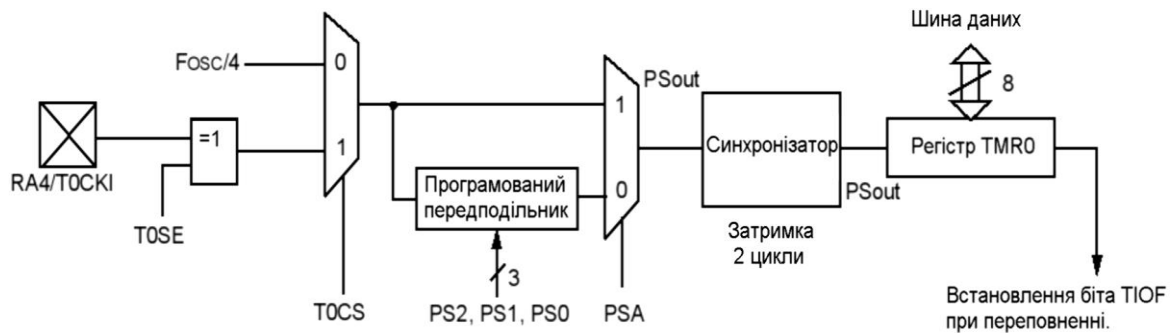 Шина даних
8
Fosc/4
0
1
=1
RA4/T0CKI
T0SE
T0CS
Програмований
передподільник
3
PS2, PS1, PS0
1
0
PSA
PSout
Синхронізатор
PSout
Затримка
2 цикли
Регістр TMR0
Встановлення біта TIOF
при переповненні.